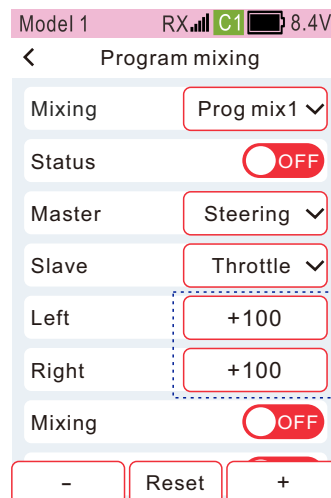 Model 1 RX C1 8.4V
Program mixing
Mixing Prog mix1
Status OFF
Master Steering
Slave Throttle
Left +100
Right +100
Mixing OFF
- Reset +